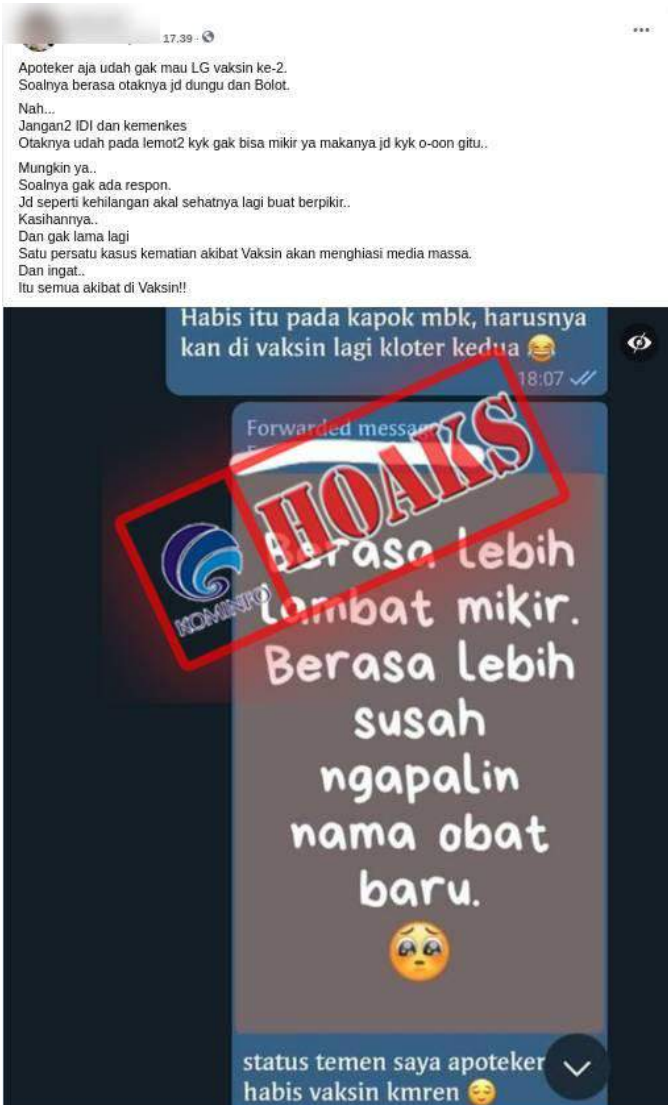 17.39 ·
Apoteker aja udah gak mau LG vaksin ke-2.
Soalnya berasa otaknya jd dungu dan Bolot.
Nah...
Jangan2 IDI dan kemenkes
Otaknya udah pada lemot2 kyk gak bisa mikir ya makanya jd kyk o-oon gitu..
Mungkin ya..
Soalnya gak ada respon.
Jd seperti kehilangan akal sehatnya lagi buat berpikir..
Kasihannya..
Dan gak lama lagi
Satu persatu kasus kematian akibat Vaksin akan menghiasi media massa.
Dan ingat..
Itu semua akibat di Vaksin!!
Habis itu pada kapok mbk, harusnya
kan di vaksin lagi kloter kedua 😂
18:07
Forwarded message
HOAKS
KOMINFO
Berasa lebih
lambat mikir.
Berasa lebih
susah
ngapalin
nama obat
baru.
🥺
status temen saya apoteker
habis vaksin kmren 😌